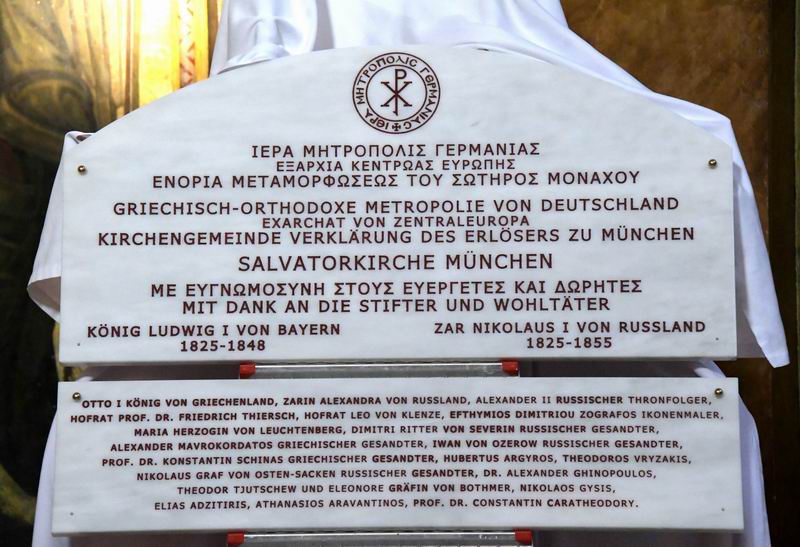 ΙΕΡΑ ΜΗΤΡΟΠΟΛΙΣ ΓΕΡΜΑΝΙΑΣ
ΙΕΡΑ ΜΗΤΡΟΠΟΛΙΣ ΓΕΡΜΑΝΙΑΣ
ΕΞΑΡΧΙΑ ΚΕΝΤΡΩΑΣ ΕΥΡΩΠΗΣ
ΕΝΟΡΙΑ ΜΕΤΑΜΟΡΦΩΣΕΩΣ ΤΟΥ ΣΩΤΗΡΟΣ ΜΟΝΑΧΟΥ
GRIECHISCH-ORTHODOXE METROPOLIE VON DEUTSCHLAND
EXARCHAT VON ZENTRALEUROPA
KIRCHENGEMEINDE VERKLÄRUNG DES ERLÖSERS ZU MÜNCHEN
SALVATORKIRCHE MÜNCHEN
ΜΕ ΕΥΓΝΩΜΟΣΥΝΗ ΣΤΟΥΣ ΕΥΕΡΓΕΤΕΣ ΚΑΙ ΔΩΡΗΤΕΣ
MIT DANK AN DIE STIFTER UND WOHLTÄTER
KÖNIG LUDWIG I VON BAYERN ZAR NIKOLAUS I VON RUSSLAND
1825-1848 1825-1855
OTTO I KÖNIG VON GRIECHENLAND, ZARIN ALEXANDRA VON RUSSLAND, ALEXANDER II RUSSISCHER THRONFOLGER,
HOFRAT PROF. DR. FRIEDRICH THIERSCH, HOFRAT LEO VON KLENZE, EFTHYMIOS DIMITRIOU ZOGRAFOS IKONENMALER,
MARIA HERZOGIN VON LEUCHTENBERG, DIMITRI RITTER VON SEVERIN RUSSISCHER GESANDTER,
ALEXANDER MAVROKORDATOS GRIECHISCHER GESANDTER, IWAN VON OZEROW RUSSISCHER GESANDTER,
PROF. DR. KONSTANTIN SCHINAS GRIECHISCHER GESANDTER, HUBERTUS ARGYROS, THEODOROS VRYZAKIS,
NIKOLAUS GRAF VON OSTEN-SACKEN RUSSISCHER GESANDTER, DR. ALEXANDER GHINOPOULOS,
THEODOR TJUTSCHEW UND ELEONORE GRÄFIN VON BOTHMER, NIKOLAOS GYSIS,
ELIAS ADZITIRIS, ATHANASIOS ARAVANTINOS, PROF. DR. CONSTANTIN CARATHEODORY.